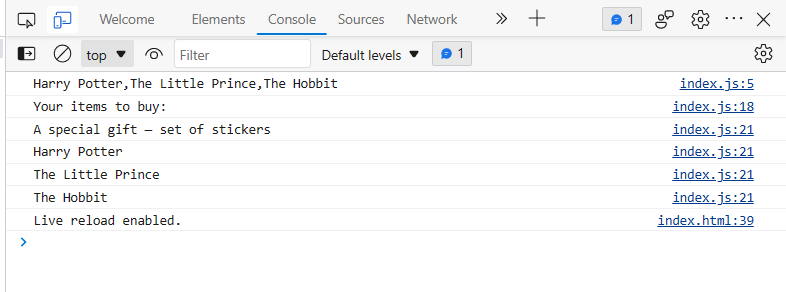 Welcome Elements Console Sources Network 1
top Filter Default levels 1
Harry Potter,The Little Prince,The Hobbit index.js:5
Your items to buy: index.js:18
A special gift — set of stickers index.js:21
Harry Potter index.js:21
The Little Prince index.js:21
The Hobbit index.js:21
Live reload enabled. index.html:39